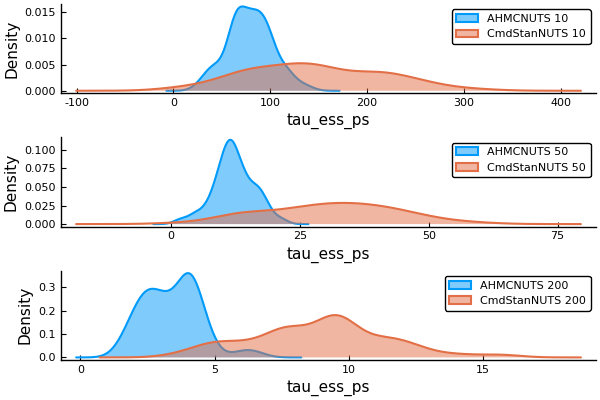 0.015
0.010
0.005
0.000
Density
AHMCNUTS 10
CmdStanNUTS 10
-100 0 100 200 300 400
tau_ess_ps
0.100
0.075
0.050
0.025
0.000
Density
AHMCNUTS 50
CmdStanNUTS 50
0 25 50 75
tau_ess_ps
0.3
0.2
0.1
0.0
Density
AHMCNUTS 200
CmdStanNUTS 200
0 5 10 15
tau_ess_ps